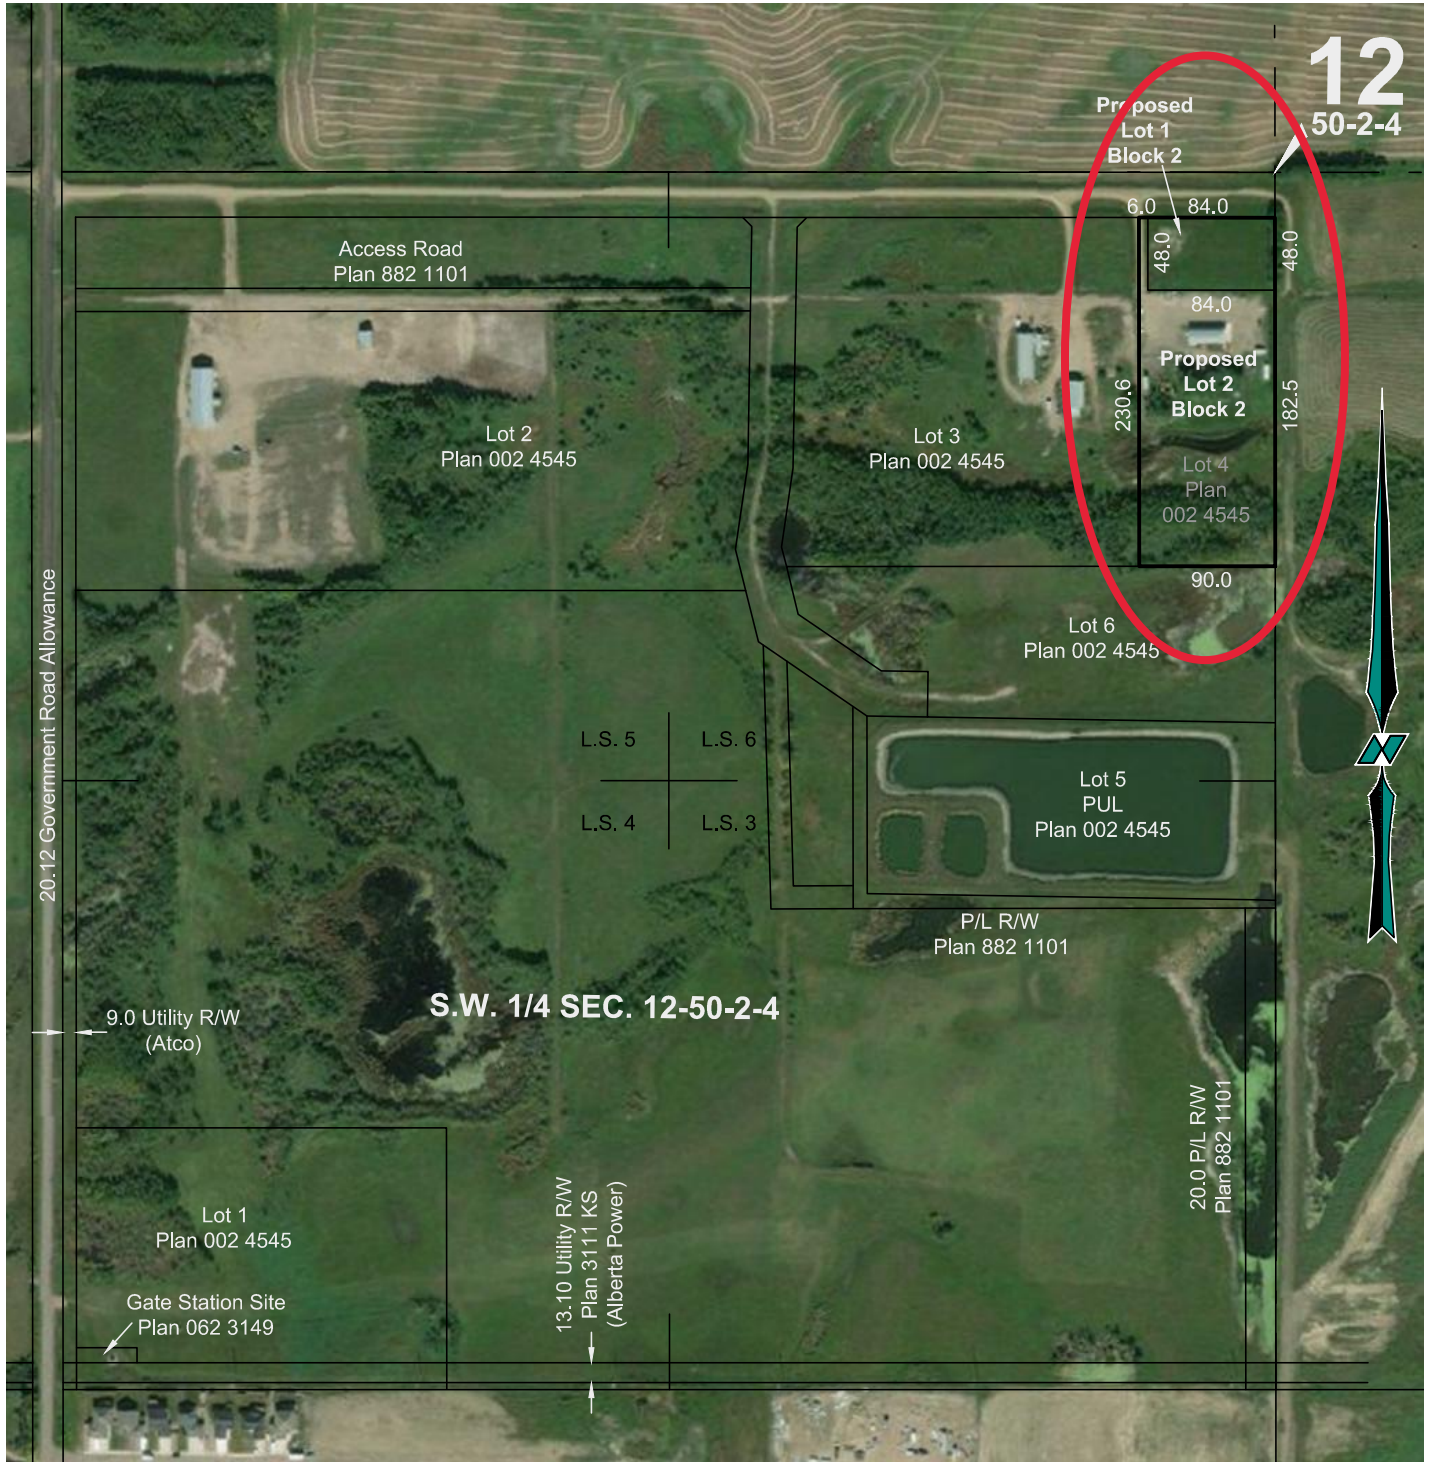 12
50-2-4
Proposed
Lot 1
Block 2
6.0
84.0
48.0
48.0
84.0
Access Road
Plan 882 1101
Proposed
Lot 2
Block 2
230.6
182.5
Lot 2
Plan 002 4545
Lot 3
Plan 002 4545
Lot 4
Plan
002 4545
90.0
Lot 6
Plan 002 4545
20.12 Government Road Allowance
L.S. 5
L.S. 6
L.S. 4
L.S. 3
Lot 5
PUL
Plan 002 4545
P/L R/W
Plan 882 1101
S.W. 1/4 SEC. 12-50-2-4
9.0 Utility R/W
(Atco)
20.0 P/L R/W
Plan 882 1101
Lot 1
Plan 002 4545
13.10 Utility R/W
Plan 3111 KS
(Alberta Power)
Gate Station Site
Plan 062 3149